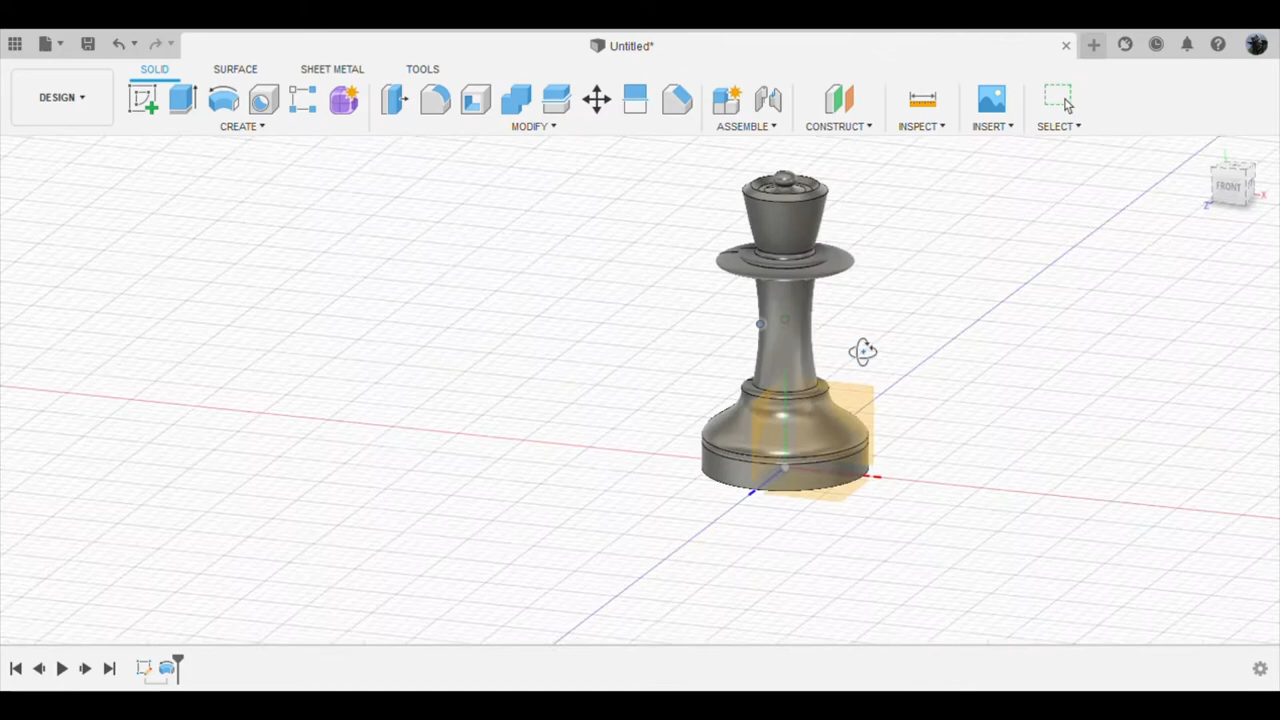 Untitled*
DESIGN
SOLID
SURFACE
SHEET METAL
TOOLS
CREATE
MODIFY
ASSEMBLE
CONSTRUCT
INSPECT
INSERT
SELECT
FRONT
X
Z